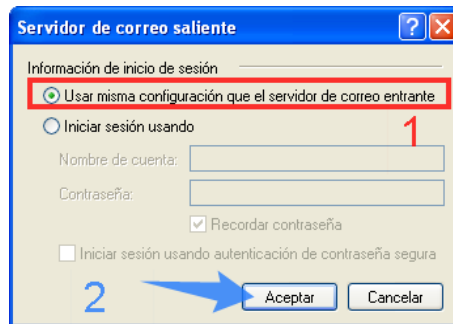 Servidor de correo saliente
Información de inicio de sesión
Usar misma configuración que el servidor de correo entrante
1
Iniciar sesión usando
Nombre de cuenta:
Contraseña:
Recordar contraseña
Iniciar sesión usando autenticación de contraseña segura
2 Aceptar Cancelar